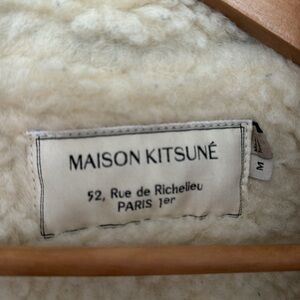 MAISON KITSUNÉ
52, Rue de Richelieu
PARIS 1er
M